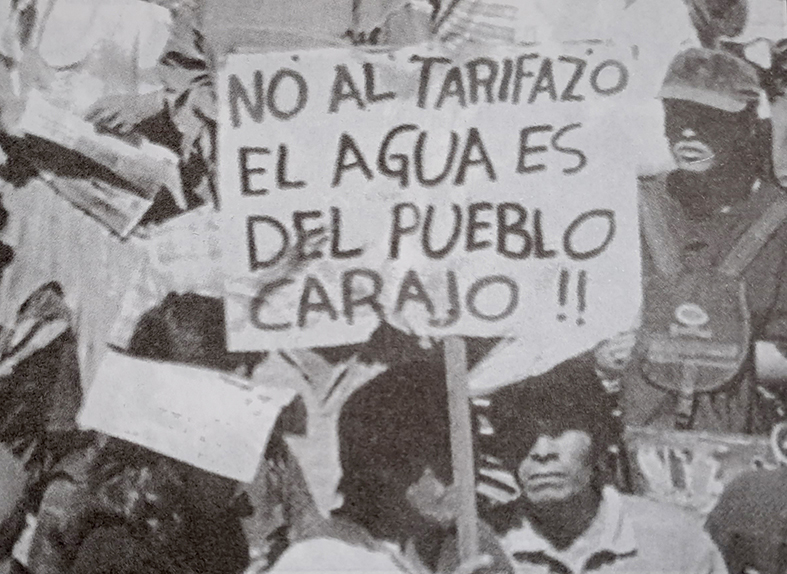 NO AL TARIFAZO
EL AGUA ES
DEL PUEBLO
CARAJO !!